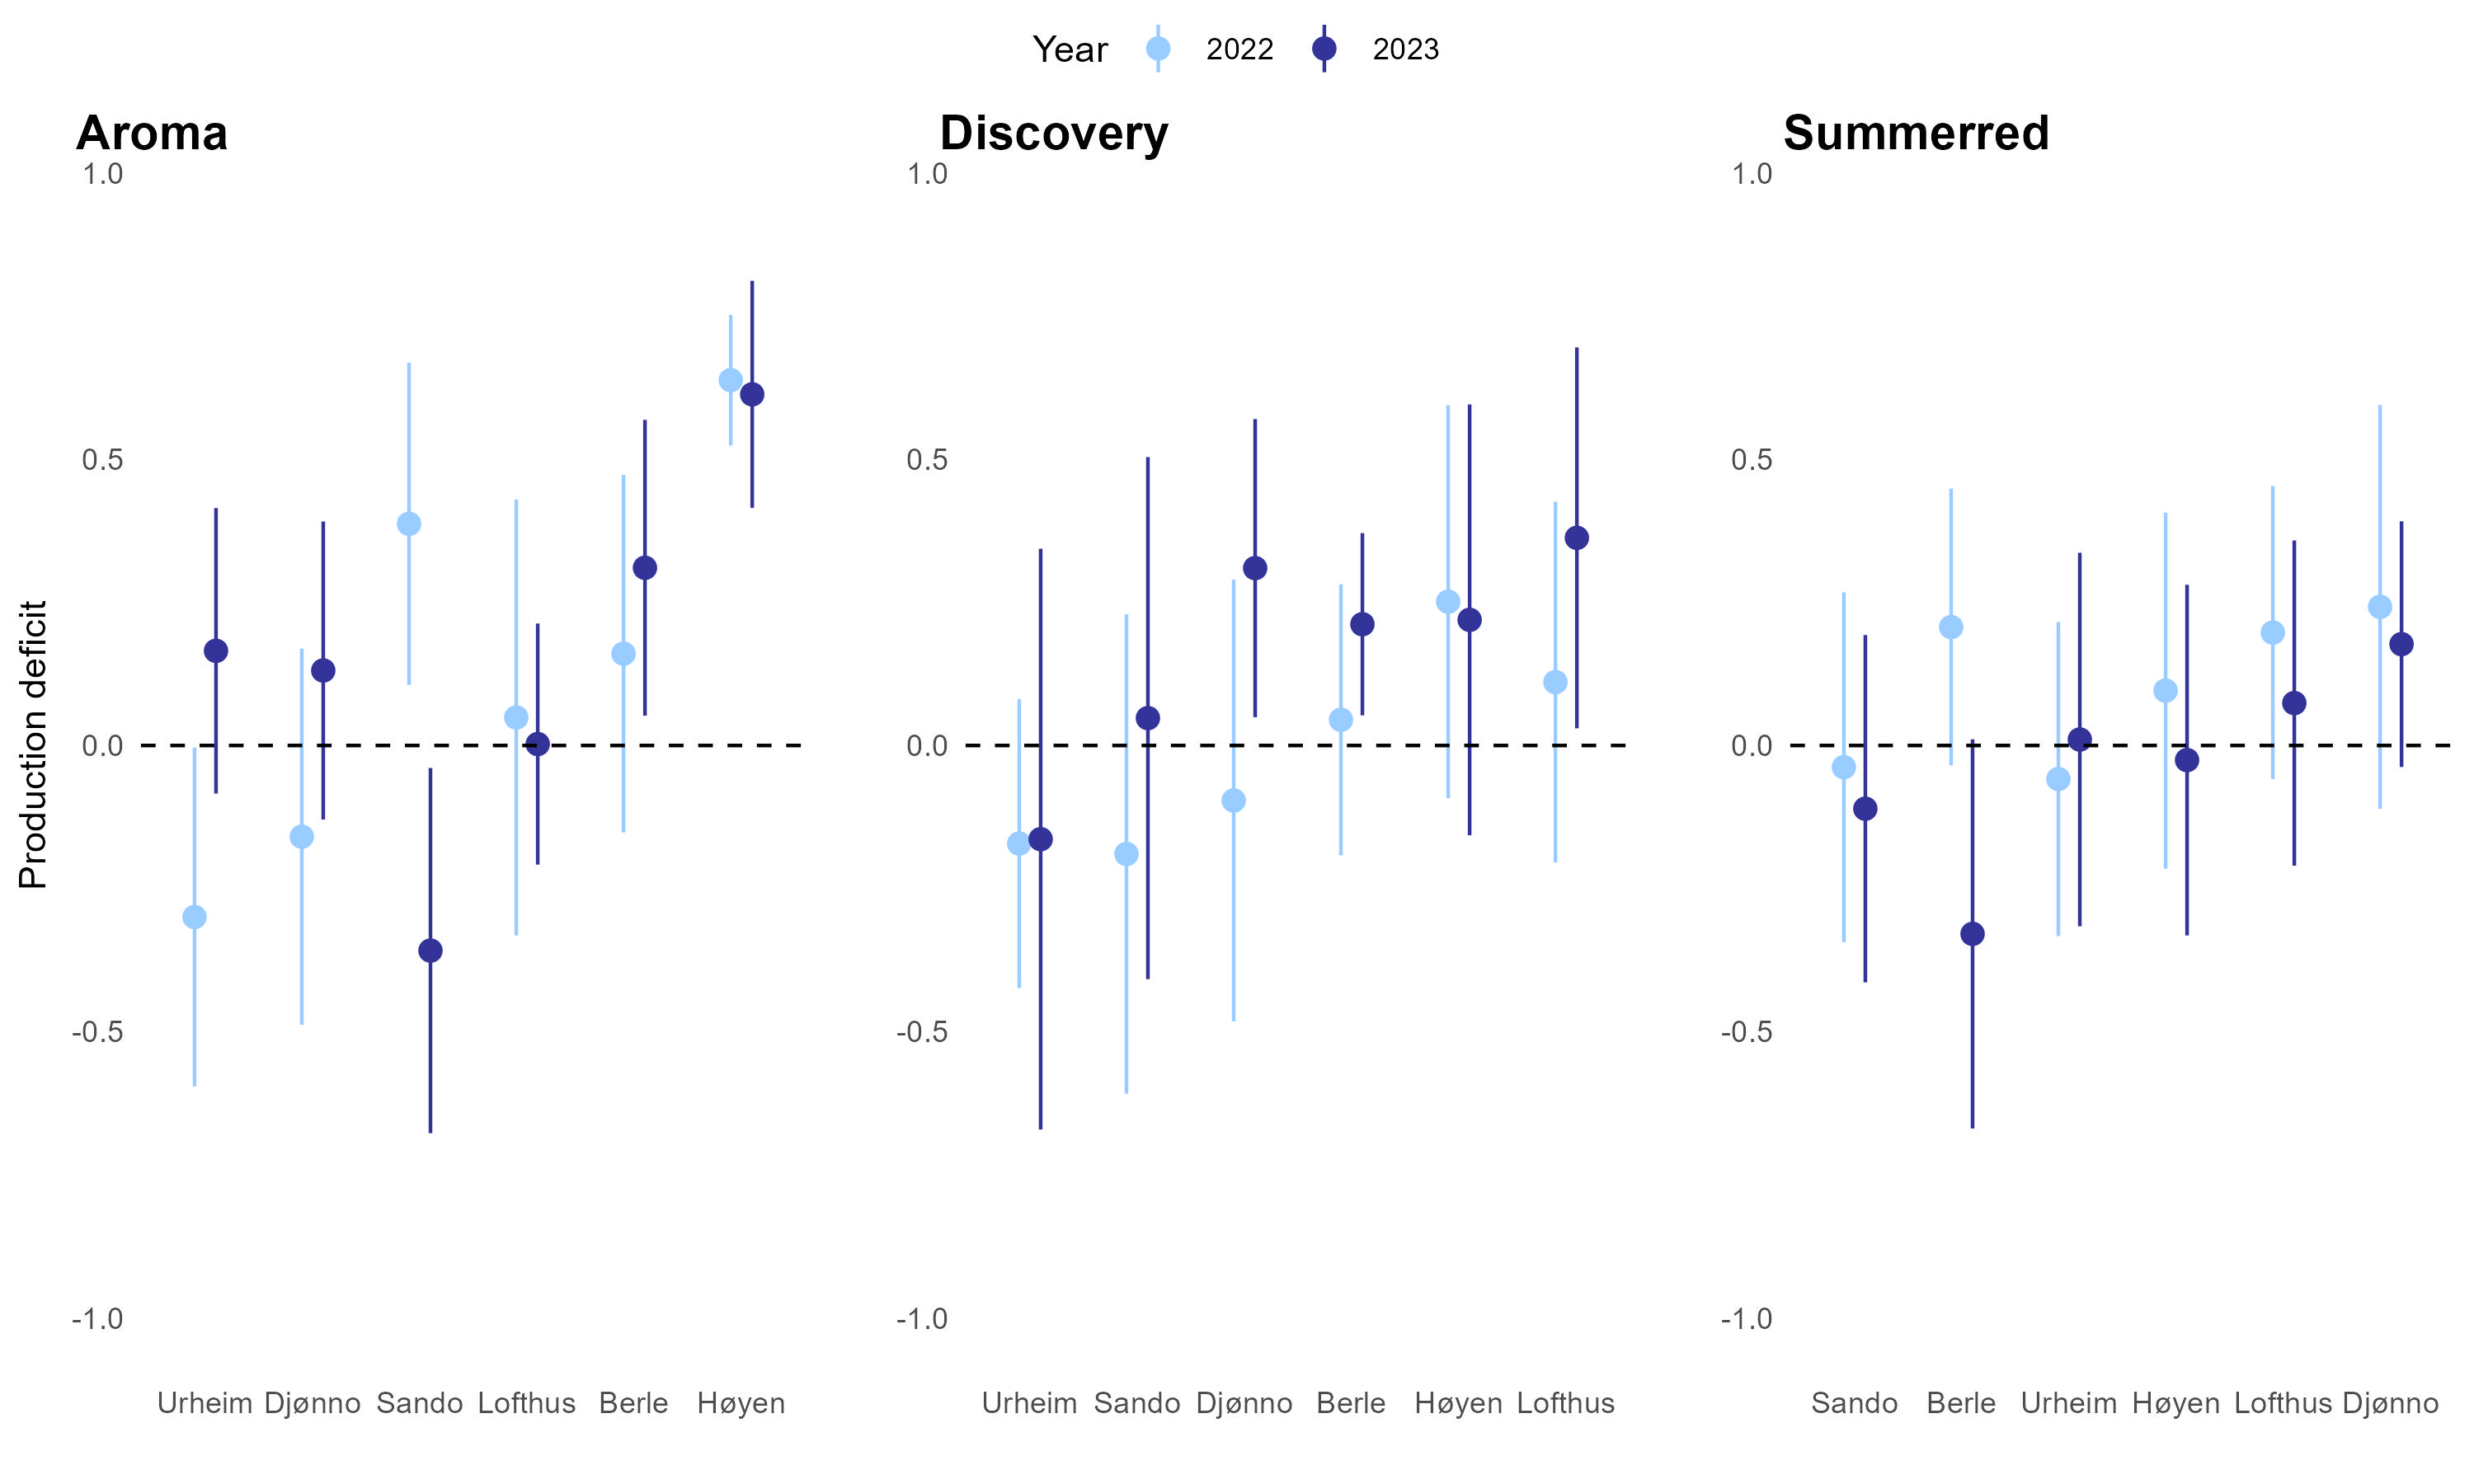 Year 2022 2023
Aroma Discovery Summerred
1.0 1.0 1.0
0.5 0.5 0.5
0.0 0.0 0.0
-0.5 -0.5 -0.5
-1.0 -1.0 -1.0
Production deficit
Urheim Djønno Sando Lofthus Berle Høyen
Urheim Sando Djønno Berle Høyen Lofthus
Sando Berle Urheim Høyen Lofthus Djønno